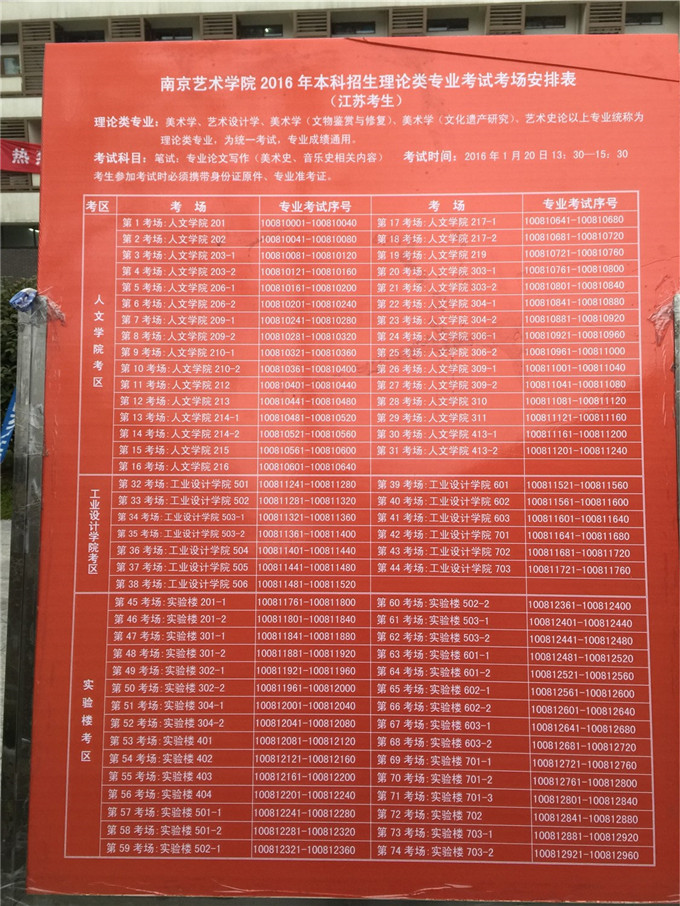 热
南京艺术学院 2016 年本科招生理论类专业考试考场安排表
（江苏考生）
理论类专业：美术学、艺术设计学、美术学（文物鉴赏与修复）、美术学（文化遗产研究）、艺术史论以上专业统称为
理论类专业，为统一考试，专业成绩通用。
考试科目：笔试：专业论文写作（美术史、音乐史相关内容） 考试时间：2016 年 1 月 20 日 13：30—15：30
考生参加考试时必须携带身份证原件、专业准考证。
考区 考 场 专业考试序号 考 场 专业考试序号
人文学院考区
第 1 考场：人文学院 201 100810001-100810040 第 17 考场：人文学院 217-1 100810641-100810680
第 2 考场：人文学院 202 100810041-100810080 第 18 考场：人文学院 217-2 100810681-100810720
第 3 考场：人文学院 203-1 100810081-100810120 第 19 考场：人文学院 219 100810721-100810760
第 4 考场：人文学院 203-2 100810121-100810160 第 20 考场：人文学院 303-1 100810761-100810800
第 5 考场：人文学院 206-1 100810161-100810200 第 21 考场：人文学院 303-2 100810801-100810840
第 6 考场：人文学院 206-2 100810201-100810240 第 22 考场：人文学院 304-1 100810841-100810880
第 7 考场：人文学院 209-1 100810241-100810280 第 23 考场：人文学院 304-2 100810881-100810920
第 8 考场：人文学院 209-2 100810281-100810320 第 24 考场：人文学院 306-1 100810921-100810960
第 9 考场：人文学院 210-1 100810321-100810360 第 25 考场：人文学院 306-2 100810961-100811000
第 10 考场：人文学院 210-2 100810361-100810400 第 26 考场：人文学院 309-1 100811001-100811040
第 11 考场：人文学院 212 100810401-100810440 第 27 考场：人文学院 309-2 100811041-100811080
第 12 考场：人文学院 213 100810441-100810480 第 28 考场：人文学院 310 100811081-100811120
第 13 考场：人文学院 214-1 100810481-100810520 第 29 考场：人文学院 311 100811121-100811160
第 14 考场：人文学院 214-2 100810521-100810560 第 30 考场：人文学院 413-1 100811161-100811200
第 15 考场：人文学院 215 100810561-100810600 第 31 考场：人文学院 413-2 100811201-100811240
第 16 考场：人文学院 216 100810601-100810640
工业设计学院考区
第 32 考场：工业设计学院 501 100811241-100811280 第 39 考场：工业设计学院 601 100811521-100811560
第 33 考场：工业设计学院 502 100811281-100811320 第 40 考场：工业设计学院 602 100811561-100811600
第 34 考场：工业设计学院 503-1 100811321-100811360 第 41 考场：工业设计学院 603 100811601-100811640
第 35 考场：工业设计学院 503-2 100811361-100811400 第 42 考场：工业设计学院 701 100811641-100811680
第 36 考场：工业设计学院 504 100811401-100811440 第 43 考场：工业设计学院 702 100811681-100811720
第 37 考场：工业设计学院 505 100811441-100811480 第 44 考场：工业设计学院 703 100811721-100811760
第 38 考场：工业设计学院 506 100811481-100811520
实验楼考区
第 45 考场：实验楼 201-1 100811761-100811800 第 60 考场：实验楼 502-2 100812361-100812400
第 46 考场：实验楼 201-2 100811801-100811840 第 61 考场：实验楼 503-1 100812401-100812440
第 47 考场：实验楼 301-1 100811841-100811880 第 62 考场：实验楼 503-2 100812441-100812480
第 48 考场：实验楼 301-2 100811881-100811920 第 63 考场：实验楼 601-1 100812481-100812520
第 49 考场：实验楼 302-1 100811921-100811960 第 64 考场：实验楼 601-2 100812521-100812560
第 50 考场：实验楼 302-2 100811961-100812000 第 65 考场：实验楼 602-1 100812561-100812600
第 51 考场：实验楼 304-1 100812001-100812040 第 66 考场：实验楼 602-2 100812601-100812640
第 52 考场：实验楼 304-2 100812041-100812080 第 67 考场：实验楼 603-1 100812641-100812680
第 53 考场：实验楼 401 100812081-100812120 第 68 考场：实验楼 603-2 100812681-100812720
第 54 考场：实验楼 402 100812121-100812160 第 69 考场：实验楼 701-1 100812721-100812760
第 55 考场：实验楼 403 100812161-100812200 第 70 考场：实验楼 701-2 100812761-100812800
第 56 考场：实验楼 404 100812201-100812240 第 71 考场：实验楼 701-3 100812801-100812840
第 57 考场：实验楼 501-1 100812241-100812280 第 72 考场：实验楼 702 100812841-100812880
第 58 考场：实验楼 501-2 100812281-100812320 第 73 考场：实验楼 703-1 100812881-100812920
第 59 考场：实验楼 502-1 100812321-100812360 第 74 考场：实验楼 703-2 100812921-100812960